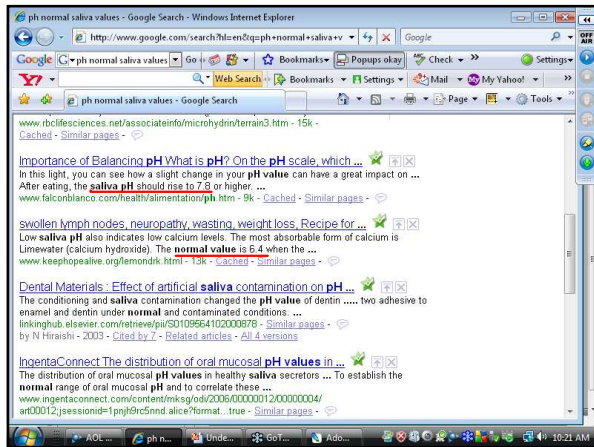 ph normal saliva values - Google Search - Windows Internet Explorer
http://www.google.com/search?hl=en&q=ph+normal+saliva+v
Google
OFF AIR
Google
ph normal saliva values
Go
Bookmarks
Popups okay
Check
Settings
Y!
Web Search
Bookmarks
Settings
Mail
My Yahoo!
ph normal saliva values - Google Search
Page
Tools
www.rbclifesciences.net/associateinfo/microhydrin/terrain3.htm - 15k -
Cached - Similar pages -
Importance of Balancing pH What is pH? On the pH scale, which ...
In this light, you can see how a slight change in your pH value can have a great impact on ...
After eating, the saliva pH should rise to 7.8 or higher. ...
www.falconblanco.com/health/alimentation/ph.htm - 9k - Cached - Similar pages -
swollen lymph nodes, neuropathy, wasting, weight loss, Recipe for ...
Low saliva pH also indicates low calcium levels. The most absorbable form of calcium is
Limewater (calcium hydroxide). The normal value is 6.4 when the ...
www.keephopealive.org/lemondrk.html - 13k - Cached - Similar pages -
Dental Materials : Effect of artificial saliva contamination on pH ...
The conditioning and saliva contamination changed the pH value of dentin ..... two adhesive to
enamel and dentin under normal and contaminated conditions. ...
linkinghub.elsevier.com/retrieve/pii/S0109564102000878 - Similar pages -
by N Hiraishi - 2003 - Cited by 7 - Related articles - All 4 versions
IngentaConnect The distribution of oral mucosal pH values in ...
The distribution of oral mucosal pH values in healthy saliva secretors ... To establish the
normal range of oral mucosal pH and to correlate these ...
www.ingentaconnect.com/content/mksg/odi/2006/00000012/00000004/
art00012;jsessionid=1pnjh9rc5nnd.alice?format...true - Similar pages -
AOL ...
ph n...
Unde...
GoT...
Ado...
10:21 AM